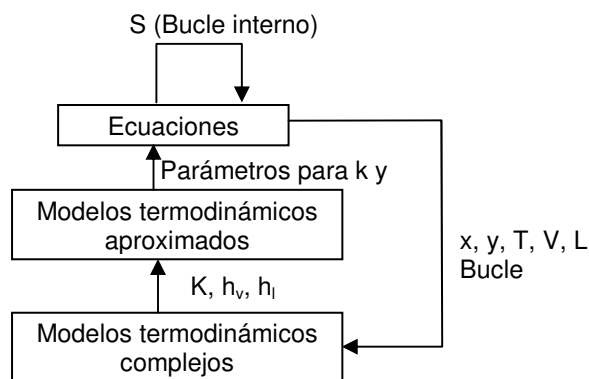 S (Bucle interno)
Ecuaciones
Parámetros para k y
Modelos termodinámicos
aproximados
x, y, T, V, L
Bucle
K, hᵥ, hₗ
Modelos termodinámicos
complejos